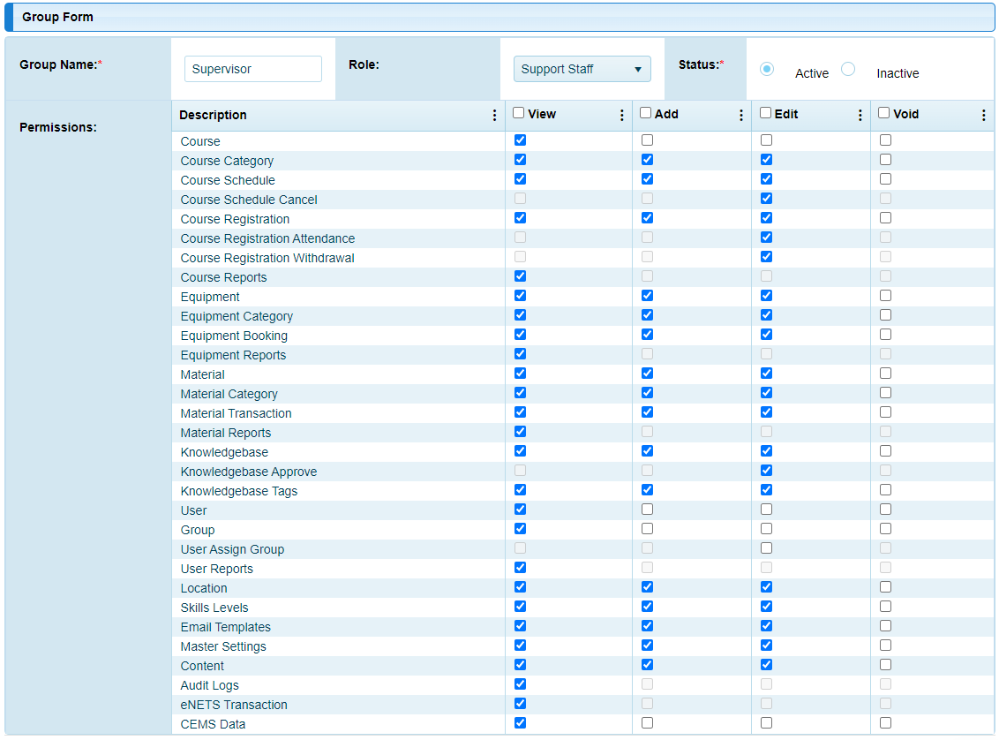 Group Form
Group Name:* Supervisor Role: Support Staff Status:* Active Inactive
Permissions:
Description View Add Edit Void
Course
Course Category
Course Schedule
Course Schedule Cancel
Course Registration
Course Registration Attendance
Course Registration Withdrawal
Course Reports
Equipment
Equipment Category
Equipment Booking
Equipment Reports
Material
Material Category
Material Transaction
Material Reports
Knowledgebase
Knowledgebase Approve
Knowledgebase Tags
User
Group
User Assign Group
User Reports
Location
Skills Levels
Email Templates
Master Settings
Content
Audit Logs
eNETS Transaction
CEMS Data